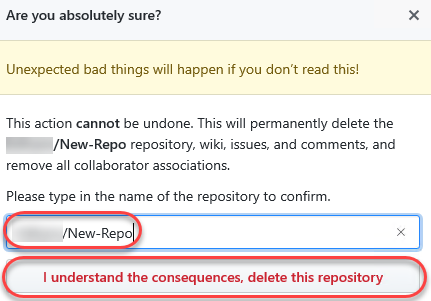 Are you absolutely sure?
Unexpected bad things will happen if you don't read this!
This action cannot be undone. This will permanently delete the
/New-Repo repository, wiki, issues, and comments, and
remove all collaborator associations.
Please type in the name of the repository to confirm.
/New-Repo
I understand the consequences, delete this repository